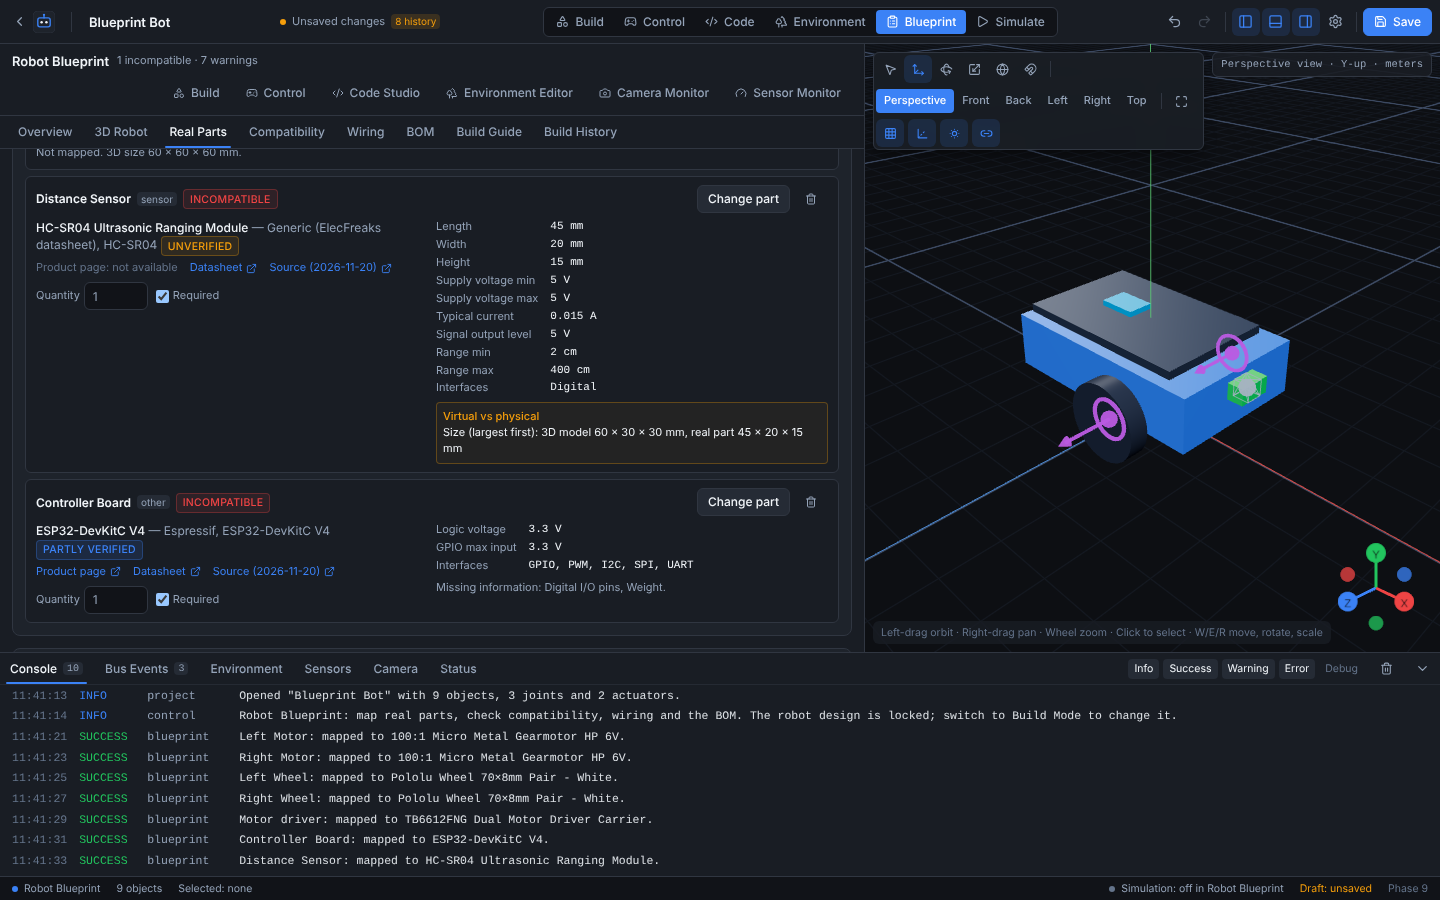 Blueprint Bot
Unsaved changes 8 history
Build Control Code Environment Blueprint Simulate
Save
Robot Blueprint 1 incompatible · 7 warnings
Build Control Code Studio Environment Editor Camera Monitor Sensor Monitor
Overview 3D Robot Real Parts Compatibility Wiring BOM Build Guide Build History
Not mapped. 3D size 60 × 60 × 60 mm.
Distance Sensor sensor INCOMPATIBLE
Change part
HC-SR04 Ultrasonic Ranging Module — Generic (ElecFreaks
datasheet), HC-SR04 UNVERIFIED
Product page: not available Datasheet Source (2026-11-20)
Quantity 1 Required
Length 45 mm
Width 20 mm
Height 15 mm
Supply voltage min 5 V
Supply voltage max 5 V
Typical current 0.015 A
Signal output level 5 V
Range min 2 cm
Range max 400 cm
Interfaces Digital
Virtual vs physical
Size (largest first): 3D model 60 × 30 × 30 mm, real part 45 × 20 × 15
mm
Controller Board other INCOMPATIBLE
Change part
ESP32-DevKitC V4 — Espressif, ESP32-DevKitC V4
PARTLY VERIFIED
Product page Datasheet Source (2026-11-20)
Quantity 1 Required
Logic voltage 3.3 V
GPIO max input 3.3 V
Interfaces GPIO, PWM, I2C, SPI, UART
Missing information: Digital I/O pins, Weight.
Perspective view · Y-up · meters
Perspective Front Back Left Right Top
Y
Z X
Left-drag orbit · Right-drag pan · Wheel zoom · Click to select · W/E/R move, rotate, scale
Console 10 Bus Events 3 Environment Sensors Camera Status
Info Success Warning Error Debug
11:41:13 INFO project Opened "Blueprint Bot" with 9 objects, 3 joints and 2 actuators.
11:41:14 INFO control Robot Blueprint: map real parts, check compatibility, wiring and the BOM. The robot design is locked; switch to Build Mode to change it.
11:41:21 SUCCESS blueprint Left Motor: mapped to 100:1 Micro Metal Gearmotor HP 6V.
11:41:23 SUCCESS blueprint Right Motor: mapped to 100:1 Micro Metal Gearmotor HP 6V.
11:41:25 SUCCESS blueprint Left Wheel: mapped to Pololu Wheel 70×8mm Pair - White.
11:41:27 SUCCESS blueprint Right Wheel: mapped to Pololu Wheel 70×8mm Pair - White.
11:41:29 SUCCESS blueprint Motor driver: mapped to TB6612FNG Dual Motor Driver Carrier.
11:41:31 SUCCESS blueprint Controller Board: mapped to ESP32-DevKitC V4.
11:41:33 SUCCESS blueprint Distance Sensor: mapped to HC-SR04 Ultrasonic Ranging Module.
Robot Blueprint 9 objects Selected: none
Simulation: off in Robot Blueprint Draft: unsaved Phase 9